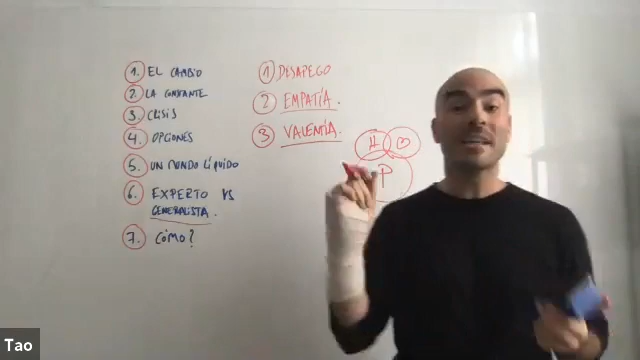 1. EL CAMBIO
2. LA CONSTANTE
3. CRISIS
4. OPCIONES
5. UN MUNDO LÍQUIDO
6. EXPERTO VS
GENERALISTA.
7. CÓMO?
1 DESAPEGO
2 EMPATÍA.
3 VALENTÍA.
P
Tao